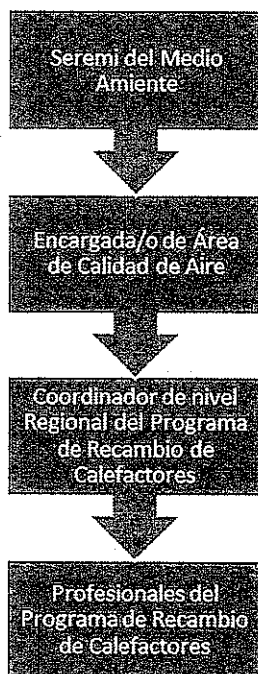 Seremi del Medio
Amiente
Encargada/o de Área
de Calidad de Aire
Coordinador de nivel
Regional del Programa
de Recambio de
Calefactores
Profesionales del
Programa de Recambio
de Calefactores